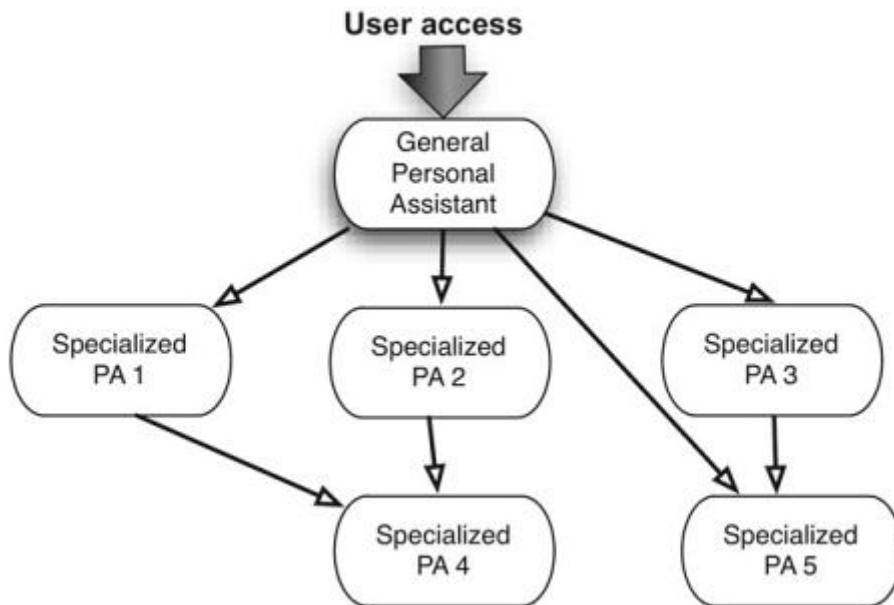 User access
General
Personal
Assistant
Specialized
PA 1
Specialized
PA 2
Specialized
PA 3
Specialized
PA 4
Specialized
PA 5